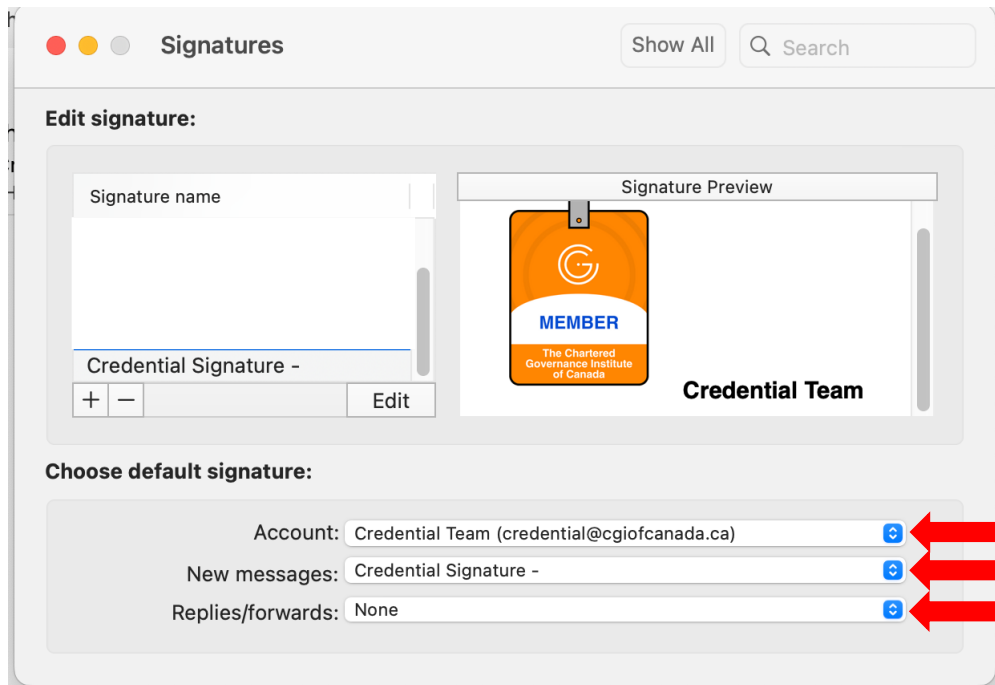 Signatures
Show All
Search
Edit signature:
Signature name
Signature Preview
MEMBER
The Chartered
Governance Institute
of Canada
Credential Team
Credential Signature -
+ −
Edit
Choose default signature:
Account: Credential Team (credential@cgiofcanada.ca)
New messages: Credential Signature -
Replies/forwards: None